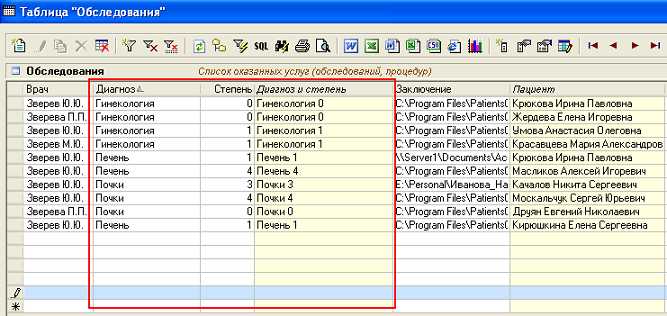 Таблица "Обследования"
SQL
Обследования Список оказанных услуг (обследований, процедур)
Врач Диагноз Степень Диагноз и степень Заключение Пациент
Зверев Ю.Ю. Гинекология 0 Гинекология 0 C:\Program Files\Patients Крюкова Ирина Павловна
Зверева П.П. Гинекология 0 Гинекология 0 C:\Program Files\Patients Жердева Елена Игоревна
Зверев Ю.Ю. Гинекология 1 Гинекология 1 C:\Program Files\Patients Умова Анастасия Олеговна
Зверев М.Ю. Гинекология 1 Гинекология 1 C:\Program Files\Patients Красавцева Мария Александров
Зверев Ю.Ю. Печень 1 Печень 1 \\Server1\Documents\Ac Крюкова Ирина Павловна
Зверев Ю.Ю. Печень 4 Печень 4 C:\Program Files\Patients Масликов Алексей Игоревич
Зверев Ю.Ю. Почки 3 Почки 3 E:\Personal\Иванова_На Качалов Никита Сергеевич
Зверев Ю.Ю. Почки 4 Почки 4 C:\Program Files\Patients Москальчук Сергей Юрьевич
Зверева П.П. Почки 0 Почки 0 C:\Program Files\Patients Друян Евгений Николаевич
Зверев Ю.Ю. Печень 1 Печень 1 C:\Program Files\Patients Кирюшкина Елена Сергеевна